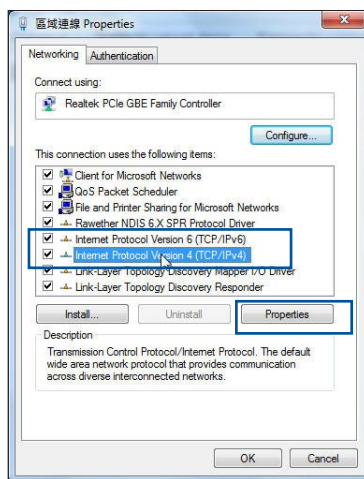 區域連線 Properties
Networking Authentication
Connect using:
Realtek PCIe GBE Family Controller
Configure...
This connection uses the following items:
Client for Microsoft Networks
QoS Packet Scheduler
File and Printer Sharing for Microsoft Networks
Rawether NDIS 6.X SPR Protocol Driver
Internet Protocol Version 6 (TCP/IPv6)
Internet Protocol Version 4 (TCP/IPv4)
Link-Layer Topology Discovery Mapper I/O Driver
Link-Layer Topology Discovery Responder
Install... Uninstall Properties
Description
Transmission Control Protocol/Internet Protocol. The default
wide area network protocol that provides communication
across diverse interconnected networks.
OK Cancel